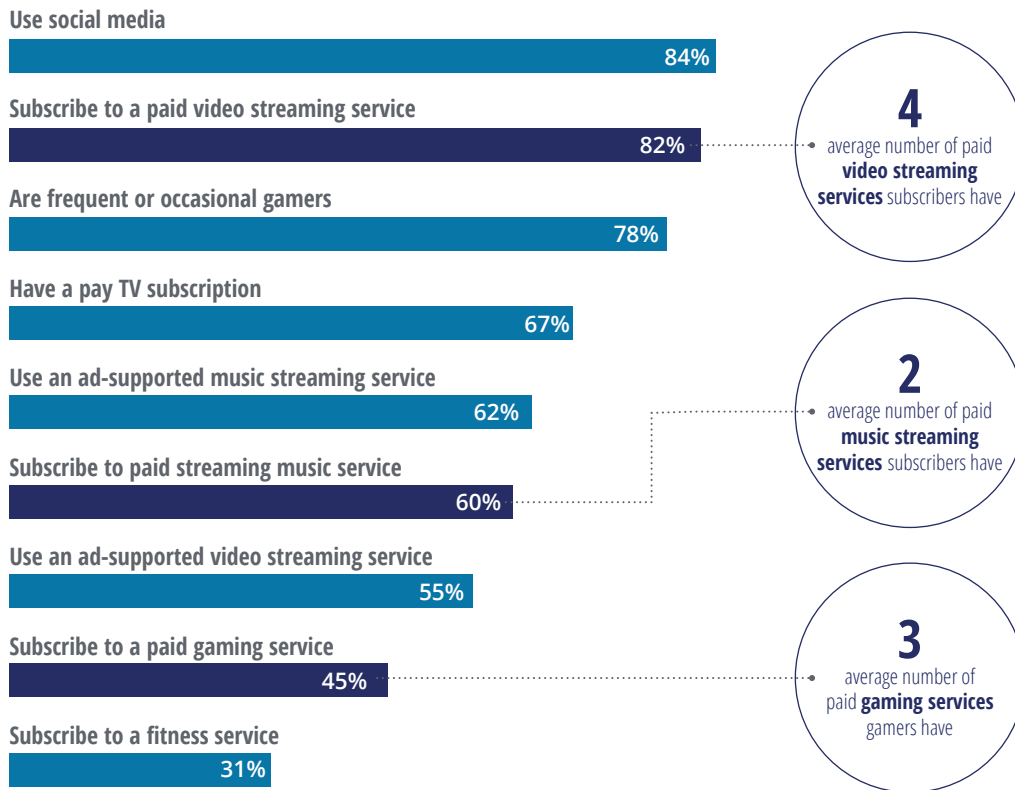 Use social media
84%
Subscribe to a paid video streaming service
82%
Are frequent or occasional gamers
78%
Have a pay TV subscription
67%
Use an ad-supported music streaming service
62%
Subscribe to paid streaming music service
60%
Use an ad-supported video streaming service
55%
Subscribe to a paid gaming service
45%
Subscribe to a fitness service
31%
4
average number of paid
video streaming
services subscribers have
2
average number of paid
music streaming
services subscribers have
3
average number of
paid gaming services
gamers have